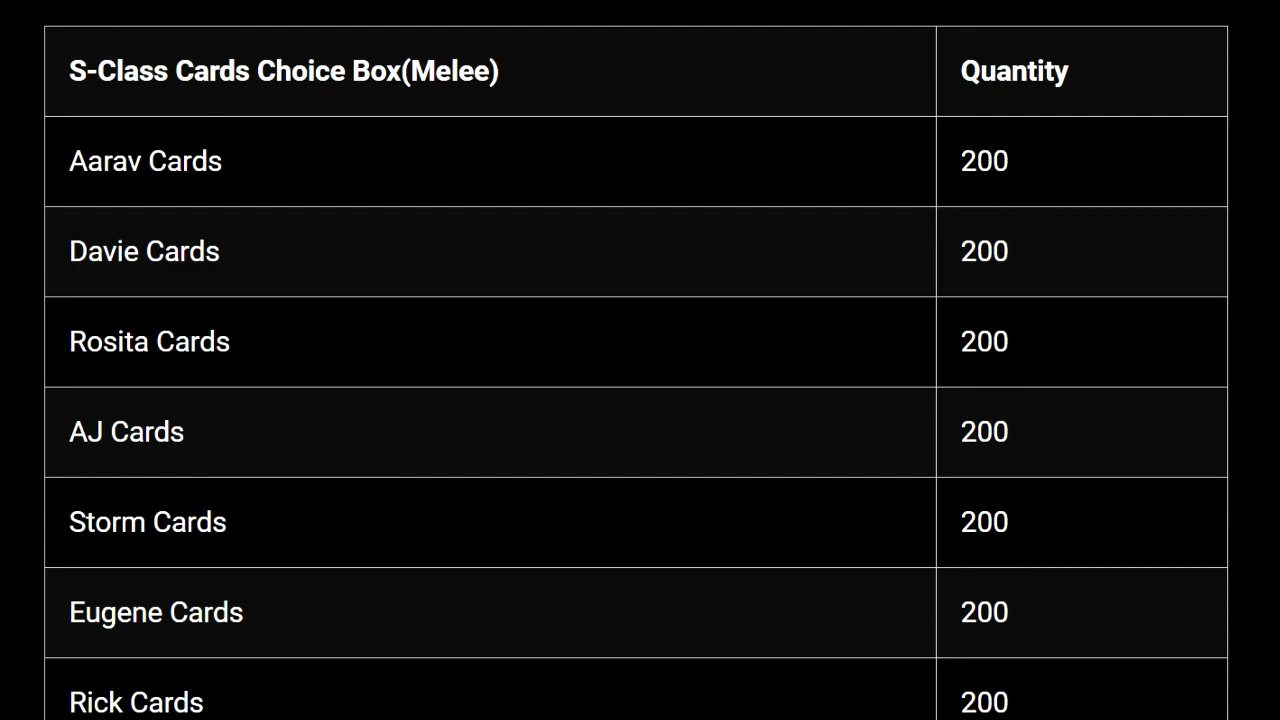 S-Class Cards Choice Box(Melee) Quantity
Aarav Cards 200
Davie Cards 200
Rosita Cards 200
AJ Cards 200
Storm Cards 200
Eugene Cards 200
Rick Cards 200